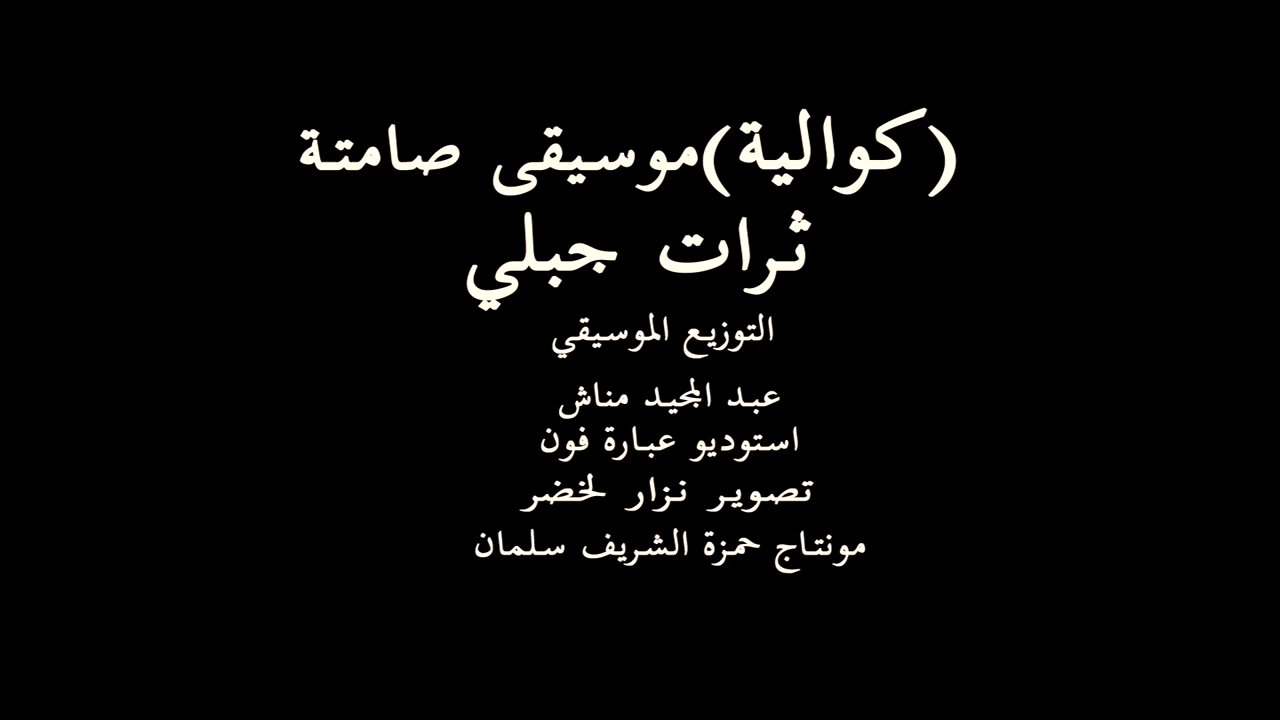 (كوالية)موسيقى صامتة
ثرات جبلي
التوزيع الموسيقي
عبد المجيد مناش
استوديو عبارة فون
تصوير نزار لخضر
مونتاج حمزة الشريف سلمان